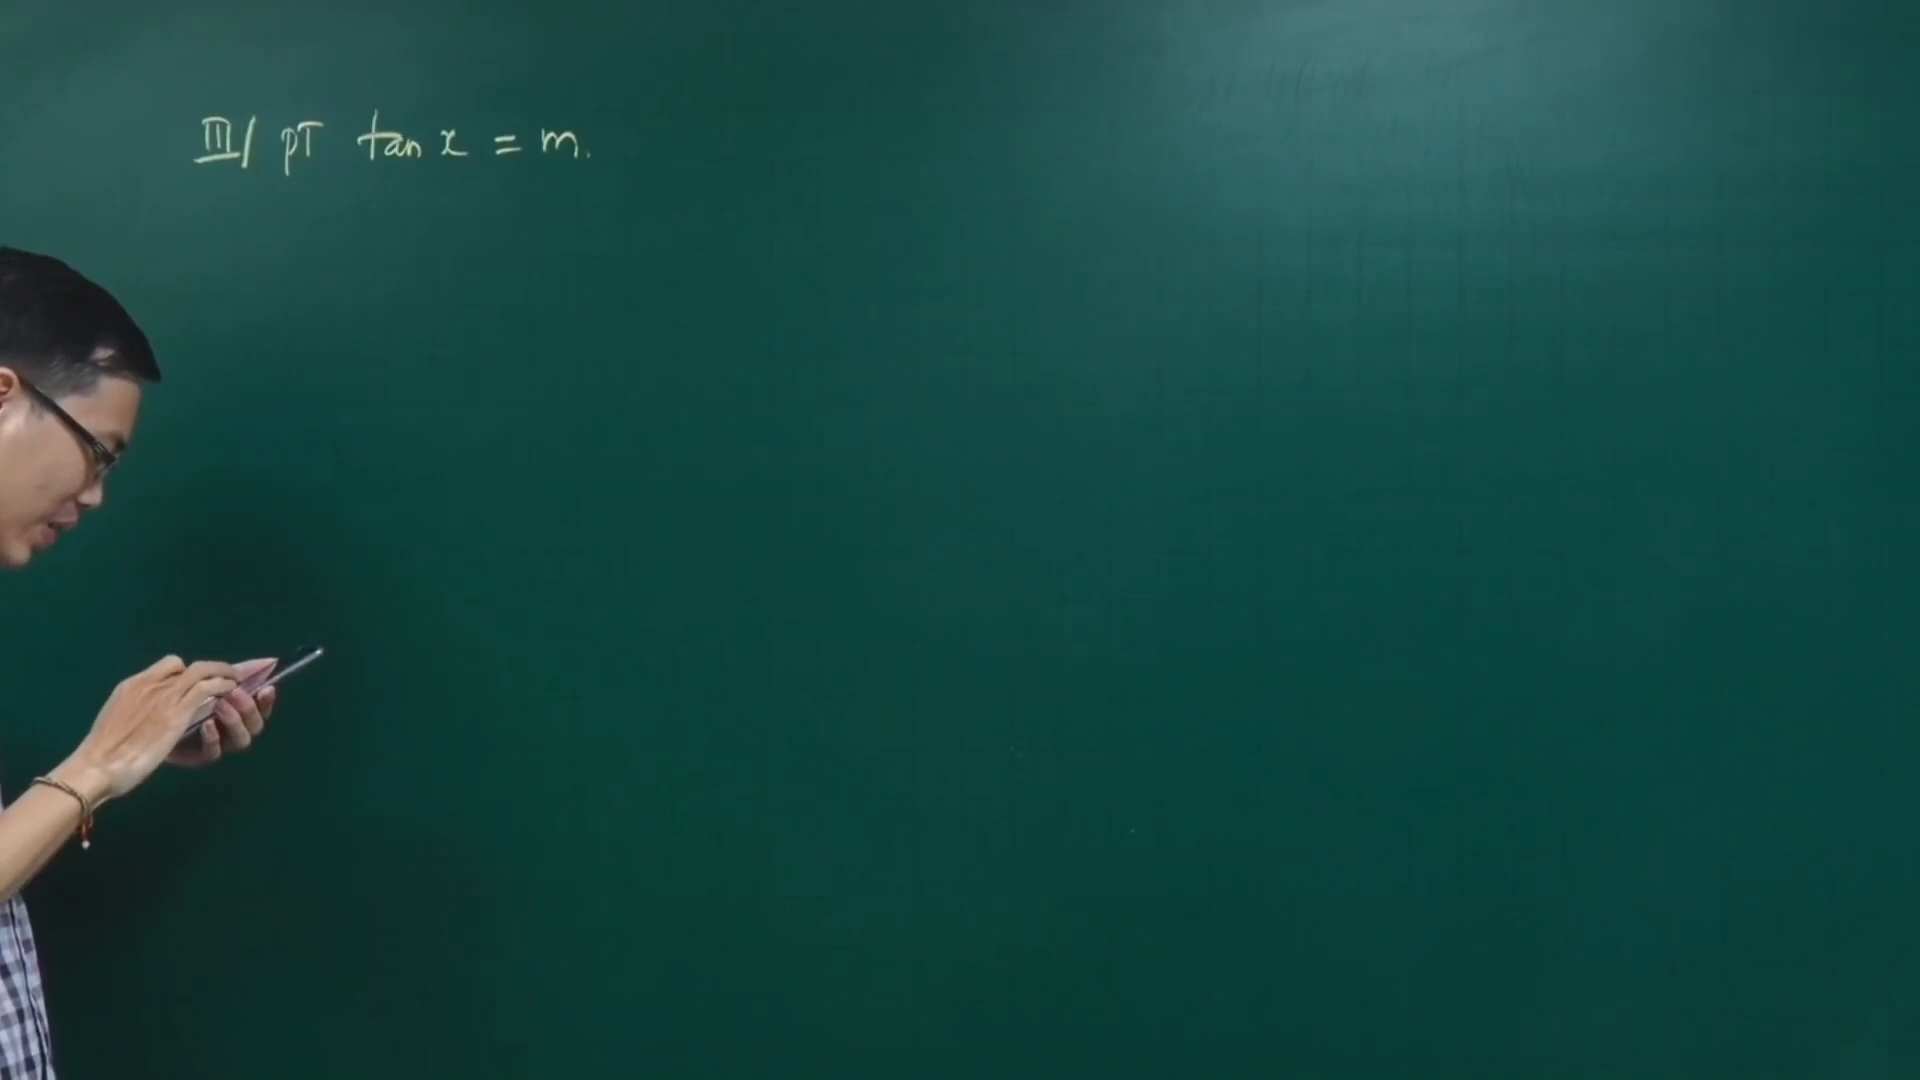 III/ pT tan x = m.